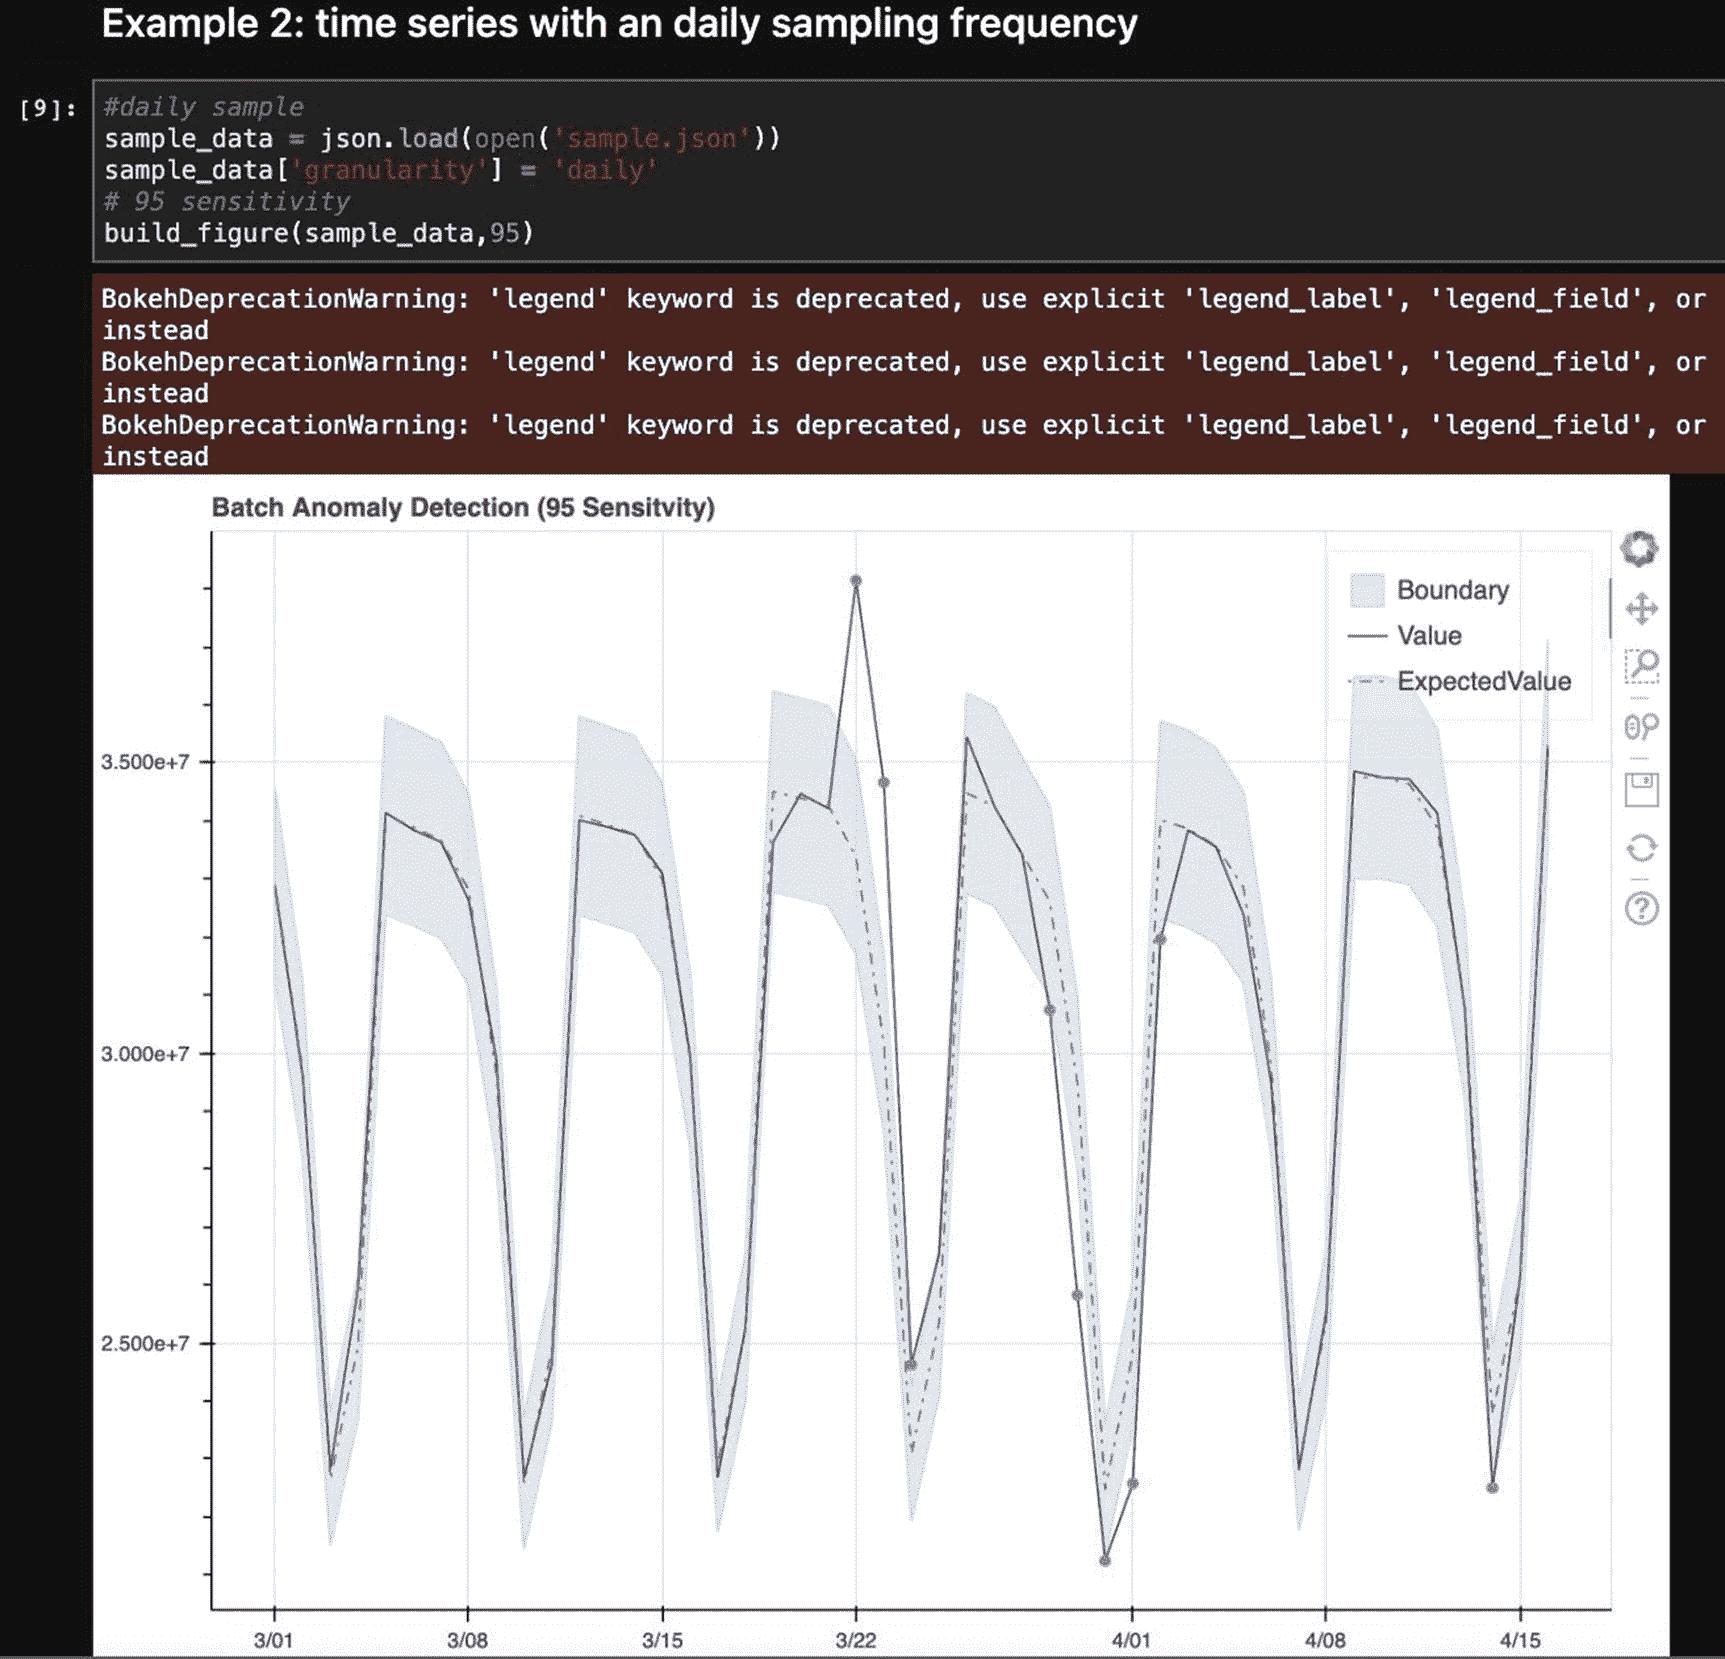 Example 2: time series with an daily sampling frequency
[9]:
#daily sample
sample_data = json.load(open('sample.json'))
sample_data['granularity'] = 'daily'
# 95 sensitivity
build_figure(sample_data,95)
BokehDeprecationWarning: 'legend' keyword is deprecated, use explicit 'legend_label', 'legend_field', or
instead
BokehDeprecationWarning: 'legend' keyword is deprecated, use explicit 'legend_label', 'legend_field', or
instead
BokehDeprecationWarning: 'legend' keyword is deprecated, use explicit 'legend_label', 'legend_field', or
instead
Batch Anomaly Detection (95 Sensitvity)
Boundary
Value
ExpectedValue
3.500e+7
3.000e+7
2.500e+7
3/01 3/08 3/15 3/22 4/01 4/08 4/15